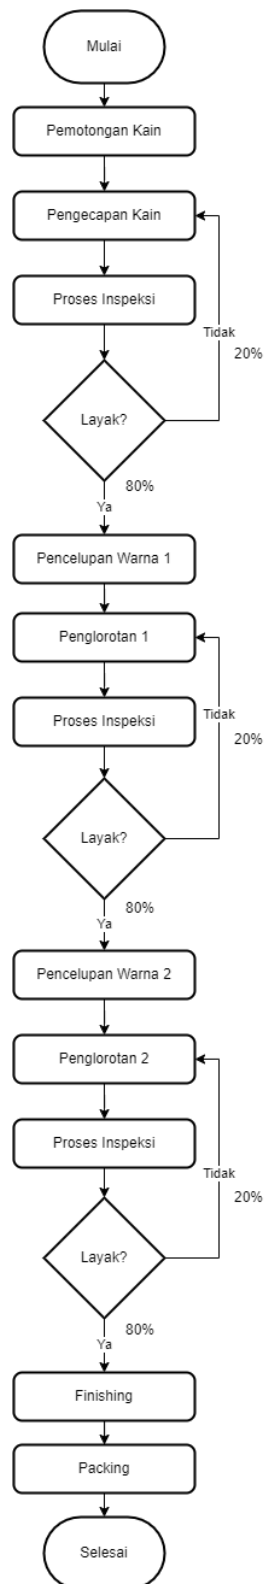 Mulai
Pemotongan Kain
Pengecapan Kain
Proses Inspeksi
Tidak
20%
Layak?
80%
Ya
Pencelupan Warna 1
Penglorotan 1
Proses Inspeksi
Tidak
20%
Layak?
80%
Ya
Pencelupan Warna 2
Penglorotan 2
Proses Inspeksi
Tidak
20%
Layak?
80%
Ya
Finishing
Packing
Selesai